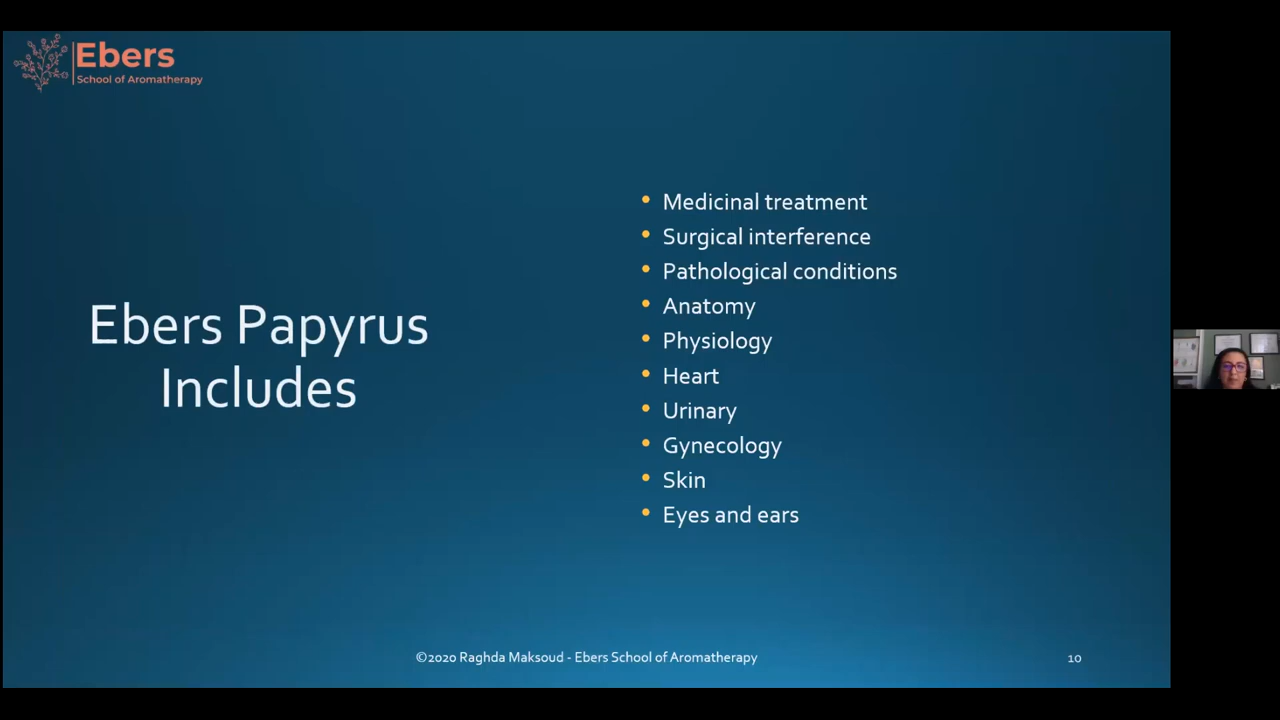 Ebers
School of Aromatherapy
Ebers Papyrus
Includes
• Medicinal treatment
• Surgical interference
• Pathological conditions
• Anatomy
• Physiology
• Heart
• Urinary
• Gynecology
• Skin
• Eyes and ears
©2020 Raghda Maksoud - Ebers School of Aromatherapy
10